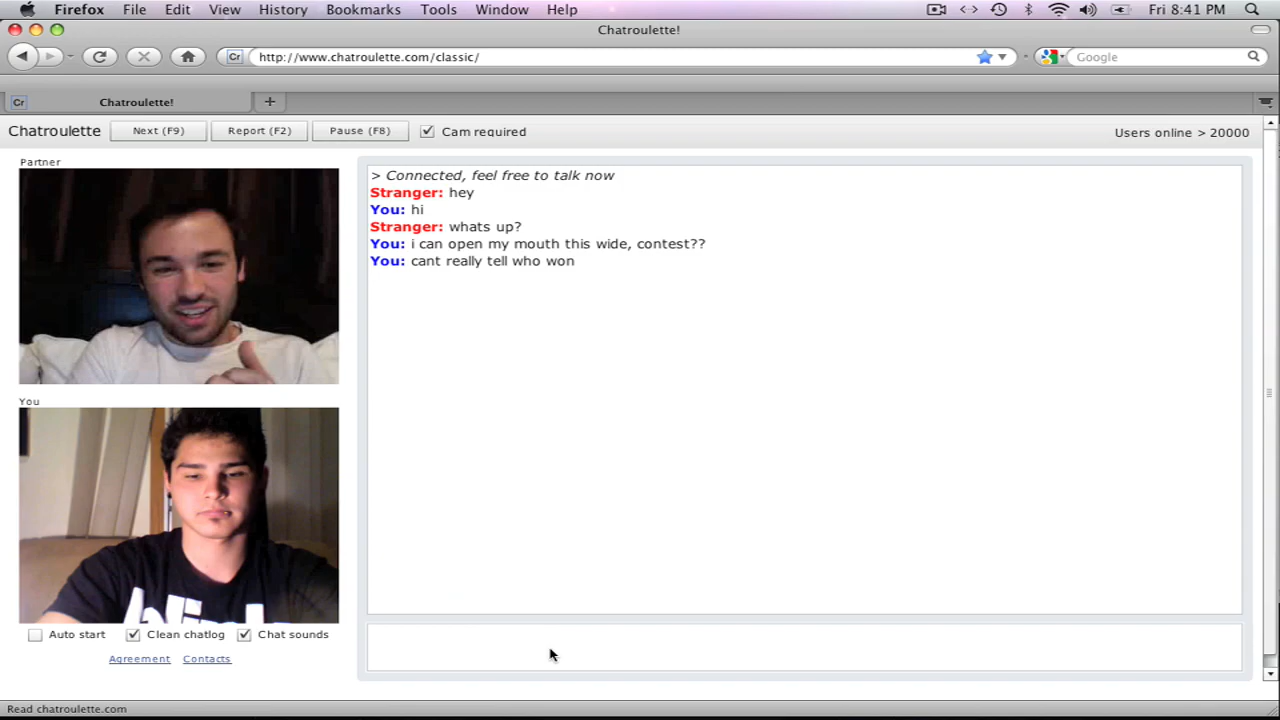 Firefox File Edit View History Bookmarks Tools Window Help Fri 8:41 PM
Chatroulette!
http://www.chatroulette.com/classic/ Google
Cr Chatroulette!
Chatroulette Next (F9) Report (F2) Pause (F8) Cam required Users online > 20000
Partner
> Connected, feel free to talk now
Stranger: hey
You: hi
Stranger: whats up?
You: i can open my mouth this wide, contest??
You: cant really tell who won
You
Auto start Clean chatlog Chat sounds
Agreement Contacts
Read chatroulette.com